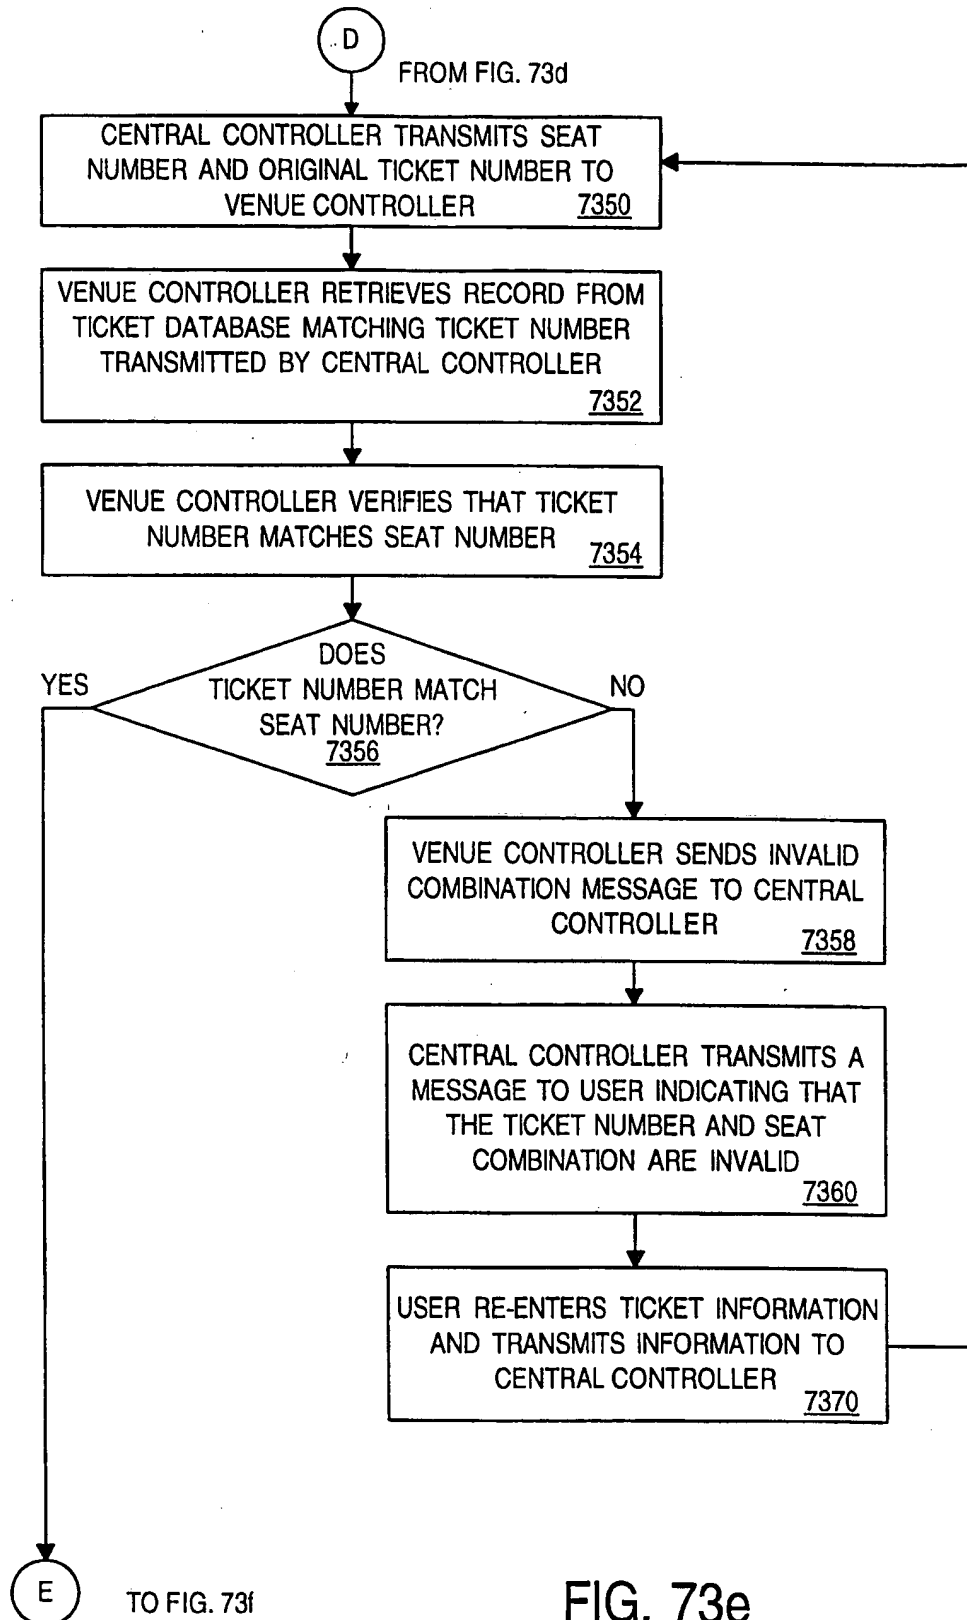 D
FROM FIG. 73d
CENTRAL CONTROLLER TRANSMITS SEAT
NUMBER AND ORIGINAL TICKET NUMBER TO
VENUE CONTROLLER 7350
VENUE CONTROLLER RETRIEVES RECORD FROM
TICKET DATABASE MATCHING TICKET NUMBER
TRANSMITTED BY CENTRAL CONTROLLER
7352
VENUE CONTROLLER VERIFIES THAT TICKET
NUMBER MATCHES SEAT NUMBER 7354
DOES
TICKET NUMBER MATCH
SEAT NUMBER?
7356
YES
NO
VENUE CONTROLLER SENDS INVALID
COMBINATION MESSAGE TO CENTRAL
CONTROLLER 7358
CENTRAL CONTROLLER TRANSMITS A
MESSAGE TO USER INDICATING THAT
THE TICKET NUMBER AND SEAT
COMBINATION ARE INVALID
7360
USER RE-ENTERS TICKET INFORMATION
AND TRANSMITS INFORMATION TO
CENTRAL CONTROLLER 7370
E
TO FIG. 73f
FIG. 73e